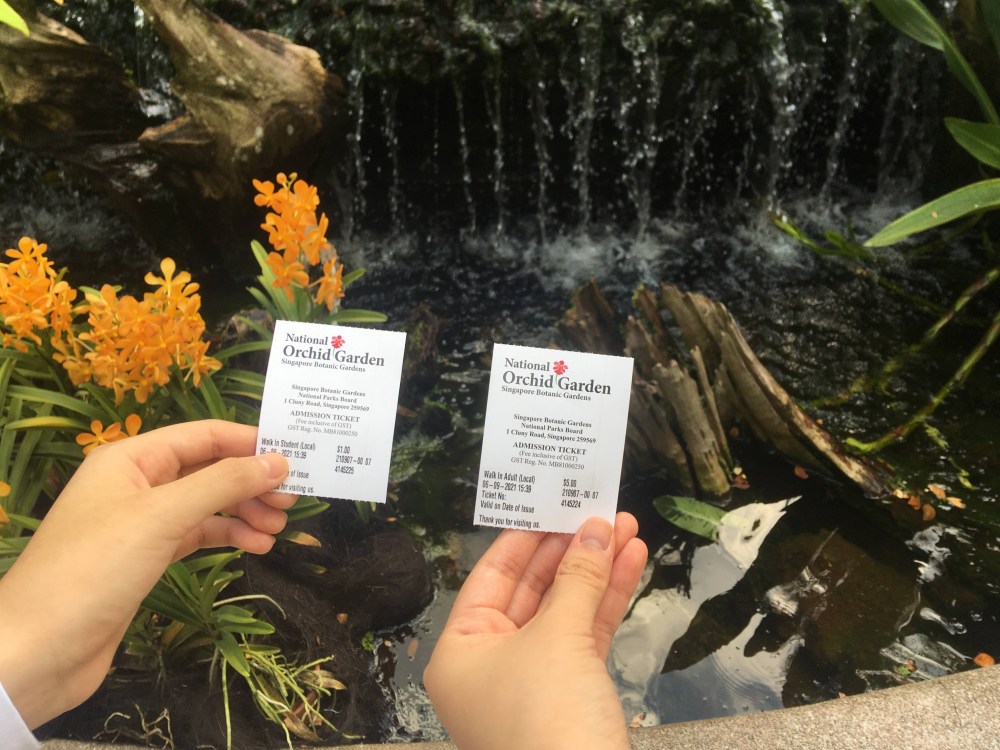 National
Orchid Garden
Singapore Botanic Gardens
Singapore Botanic Gardens
National Parks Board
1 Cluny Road, Singapore 259569
ADMISSION TICKET
(Fee inclusive of GST)
GST Reg. No. MB81000250
Walk In Student (Local) $1.00
06-09-2021 15:39 210907-00 07
4145225
of Issue
for visiting us.
National
Orchid Garden
Singapore Botanic Gardens
Singapore Botanic Gardens
National Parks Board
1 Cluny Road, Singapore 259569
ADMISSION TICKET
(Fee inclusive of GST)
GST Reg. No. MB81000250
Walk In Adult (Local) $5.00
06-09-2021 15:39 210907-00 07
Ticket No: 4145224
Valid on Date of Issue
Thank you for visiting us.